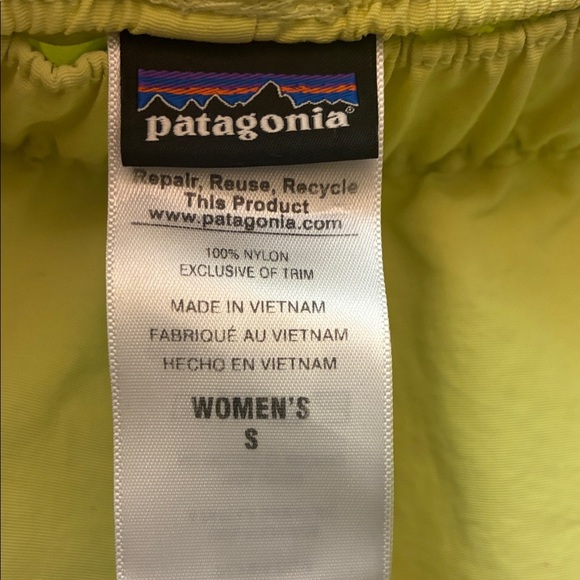 patagonia®
Repair, Reuse, Recycle
This Product
www.patagonia.com
100% NYLON
EXCLUSIVE OF TRIM
MADE IN VIETNAM
FABRIQUÉ AU VIETNAM
HECHO EN VIETNAM
WOMEN'S
S